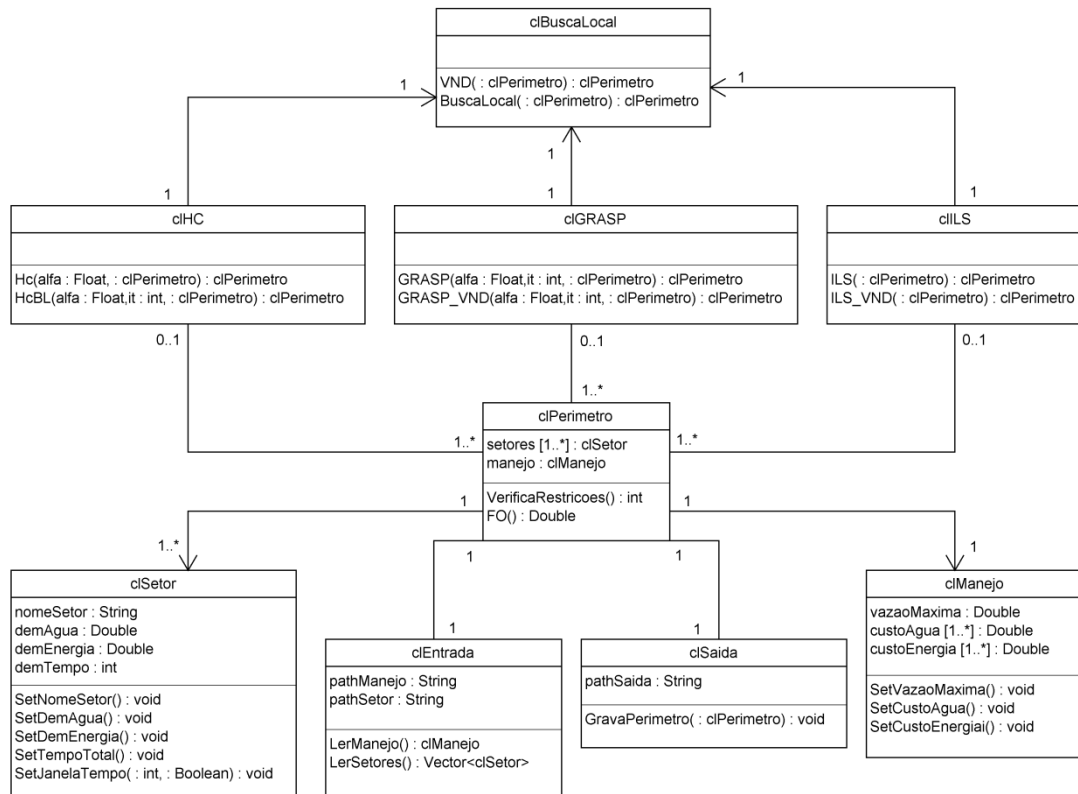 clBuscaLocal
VND( : clPerimetro) : clPerimetro
BuscaLocal( : clPerimetro) : clPerimetro
1
1
1
1
1
1
clHC
Hc(alfa : Float, : clPerimetro) : clPerimetro
HcBL(alfa : Float,it : int, : clPerimetro) : clPerimetro
clGRASP
GRASP(alfa : Float,it : int, : clPerimetro) : clPerimetro
GRASP_VND(alfa : Float,it : int, : clPerimetro) : clPerimetro
clILS
ILS( : clPerimetro) : clPerimetro
ILS_VND( : clPerimetro) : clPerimetro
0..1
0..1
0..1
1..*
1..*
1..*
clPerimetro
setores [1..*] : clSetor
manejo : clManejo
VerificaRestricoes() : int
FO() : Double
1
1
1
1
1..*
1
1
1
clSetor
nomeSetor : String
demAgua : Double
demEnergia : Double
demTempo : int
SetNomeSetor() : void
SetDemAgua() : void
SetDemEnergia() : void
SetTempoTotal() : void
SetJanelaTempo( : int, : Boolean) : void
clEntrada
pathManejo : String
pathSetor : String
LerManejo() : clManejo
LerSetores() : Vector<clSetor>
clSaida
pathSaida : String
GravaPerimetro( : clPerimetro) : void
clManejo
vazaoMaxima : Double
custoAgua [1..*] : Double
custoEnergia [1..*] : Double
SetVazaoMaxima() : void
SetCustoAgua() : void
SetCustoEnergiai() : void